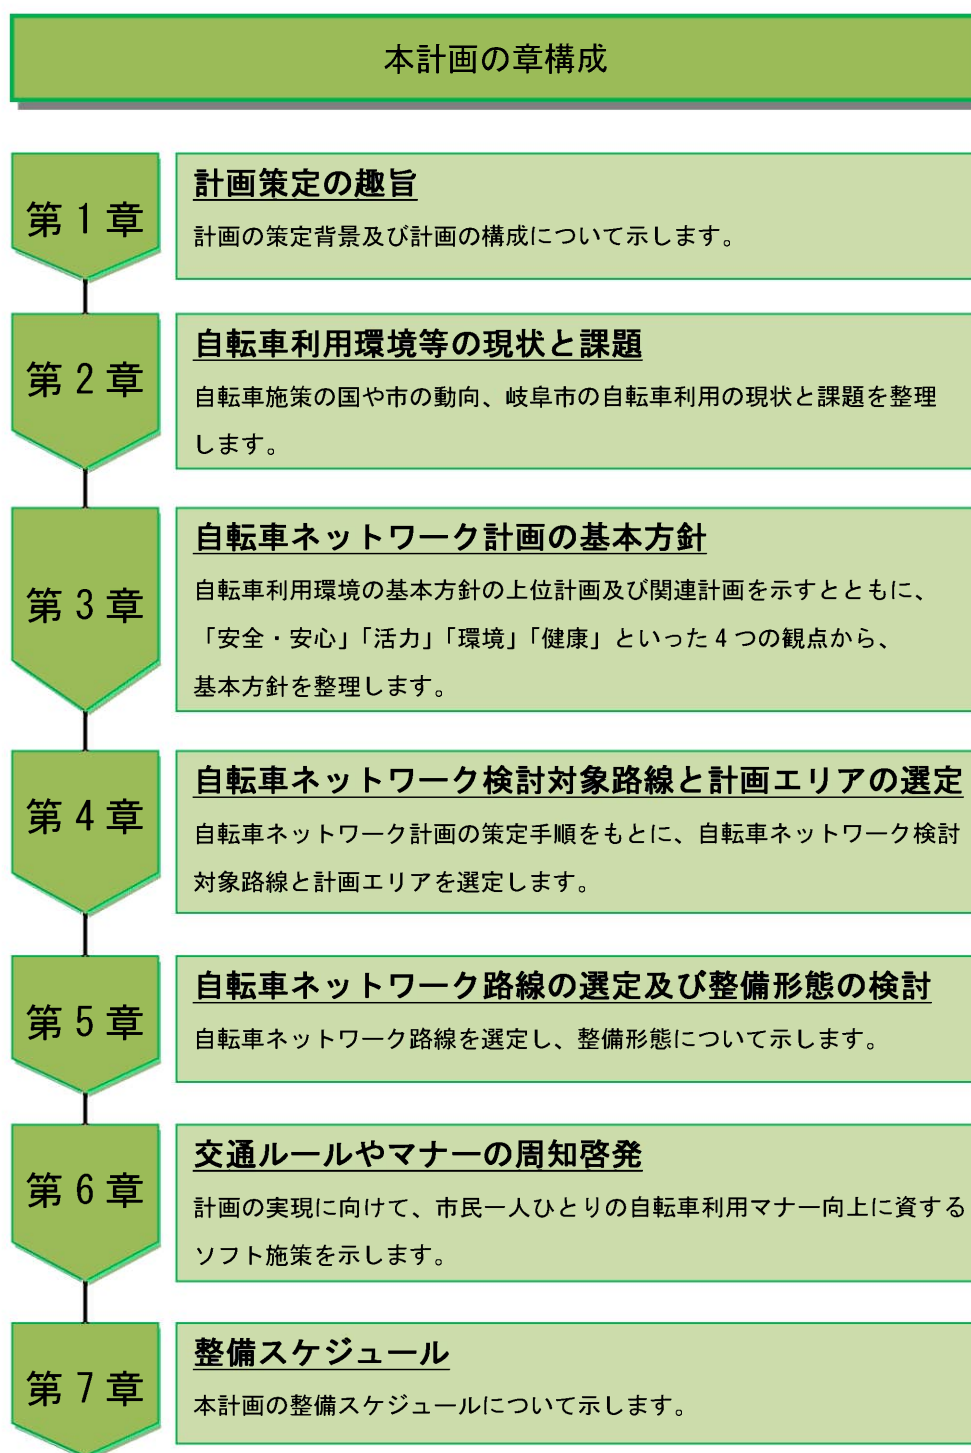 本計画の章構成
第1章
計画策定の趣旨
計画の策定背景及び計画の構成について示します。
第2章
自転車利用環境等の現状と課題
自転車施策の国や市の動向、岐阜市の自転車利用の現状と課題を整理
します。
第3章
自転車ネットワーク計画の基本方針
自転車利用環境の基本方針の上位計画及び関連計画を示すとともに、
「安全・安心」「活力」「環境」「健康」といった4つの観点から、
基本方針を整理します。
第4章
自転車ネットワーク検討対象路線と計画エリアの選定
自転車ネットワーク計画の策定手順をもとに、自転車ネットワーク検討
対象路線と計画エリアを選定します。
第5章
自転車ネットワーク路線の選定及び整備形態の検討
自転車ネットワーク路線を選定し、整備形態について示します。
第6章
交通ルールやマナーの周知啓発
計画の実現に向けて、市民一人ひとりの自転車利用マナー向上に資する
ソフト施策を示します。
第7章
整備スケジュール
本計画の整備スケジュールについて示します。